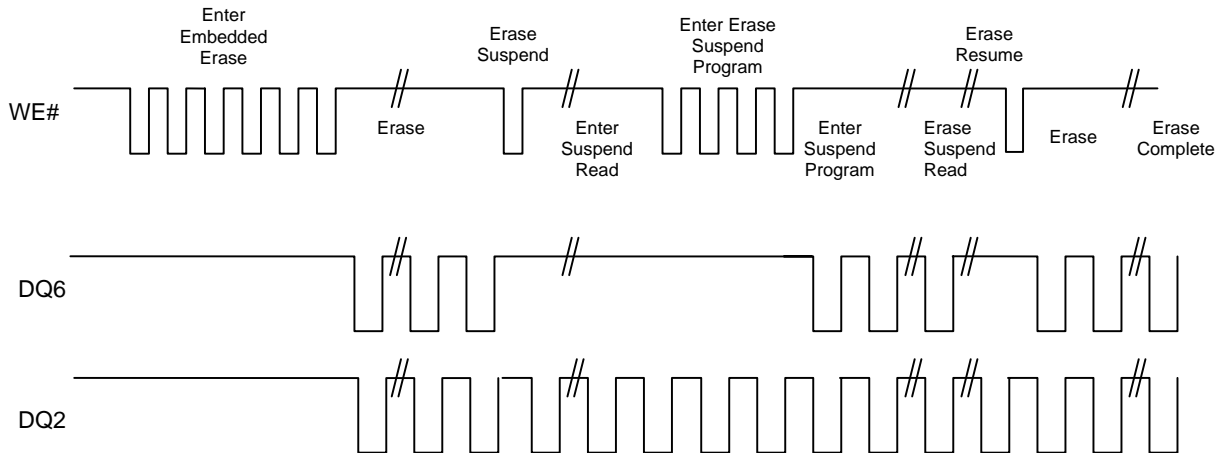 Enter
Embedded
Erase
Erase
Suspend
Enter Erase
Suspend
Program
Erase
Resume
WE#
Erase
Enter
Suspend
Read
Enter
Suspend
Program
Erase
Suspend
Read
Erase
Erase
Complete
DQ6
DQ2